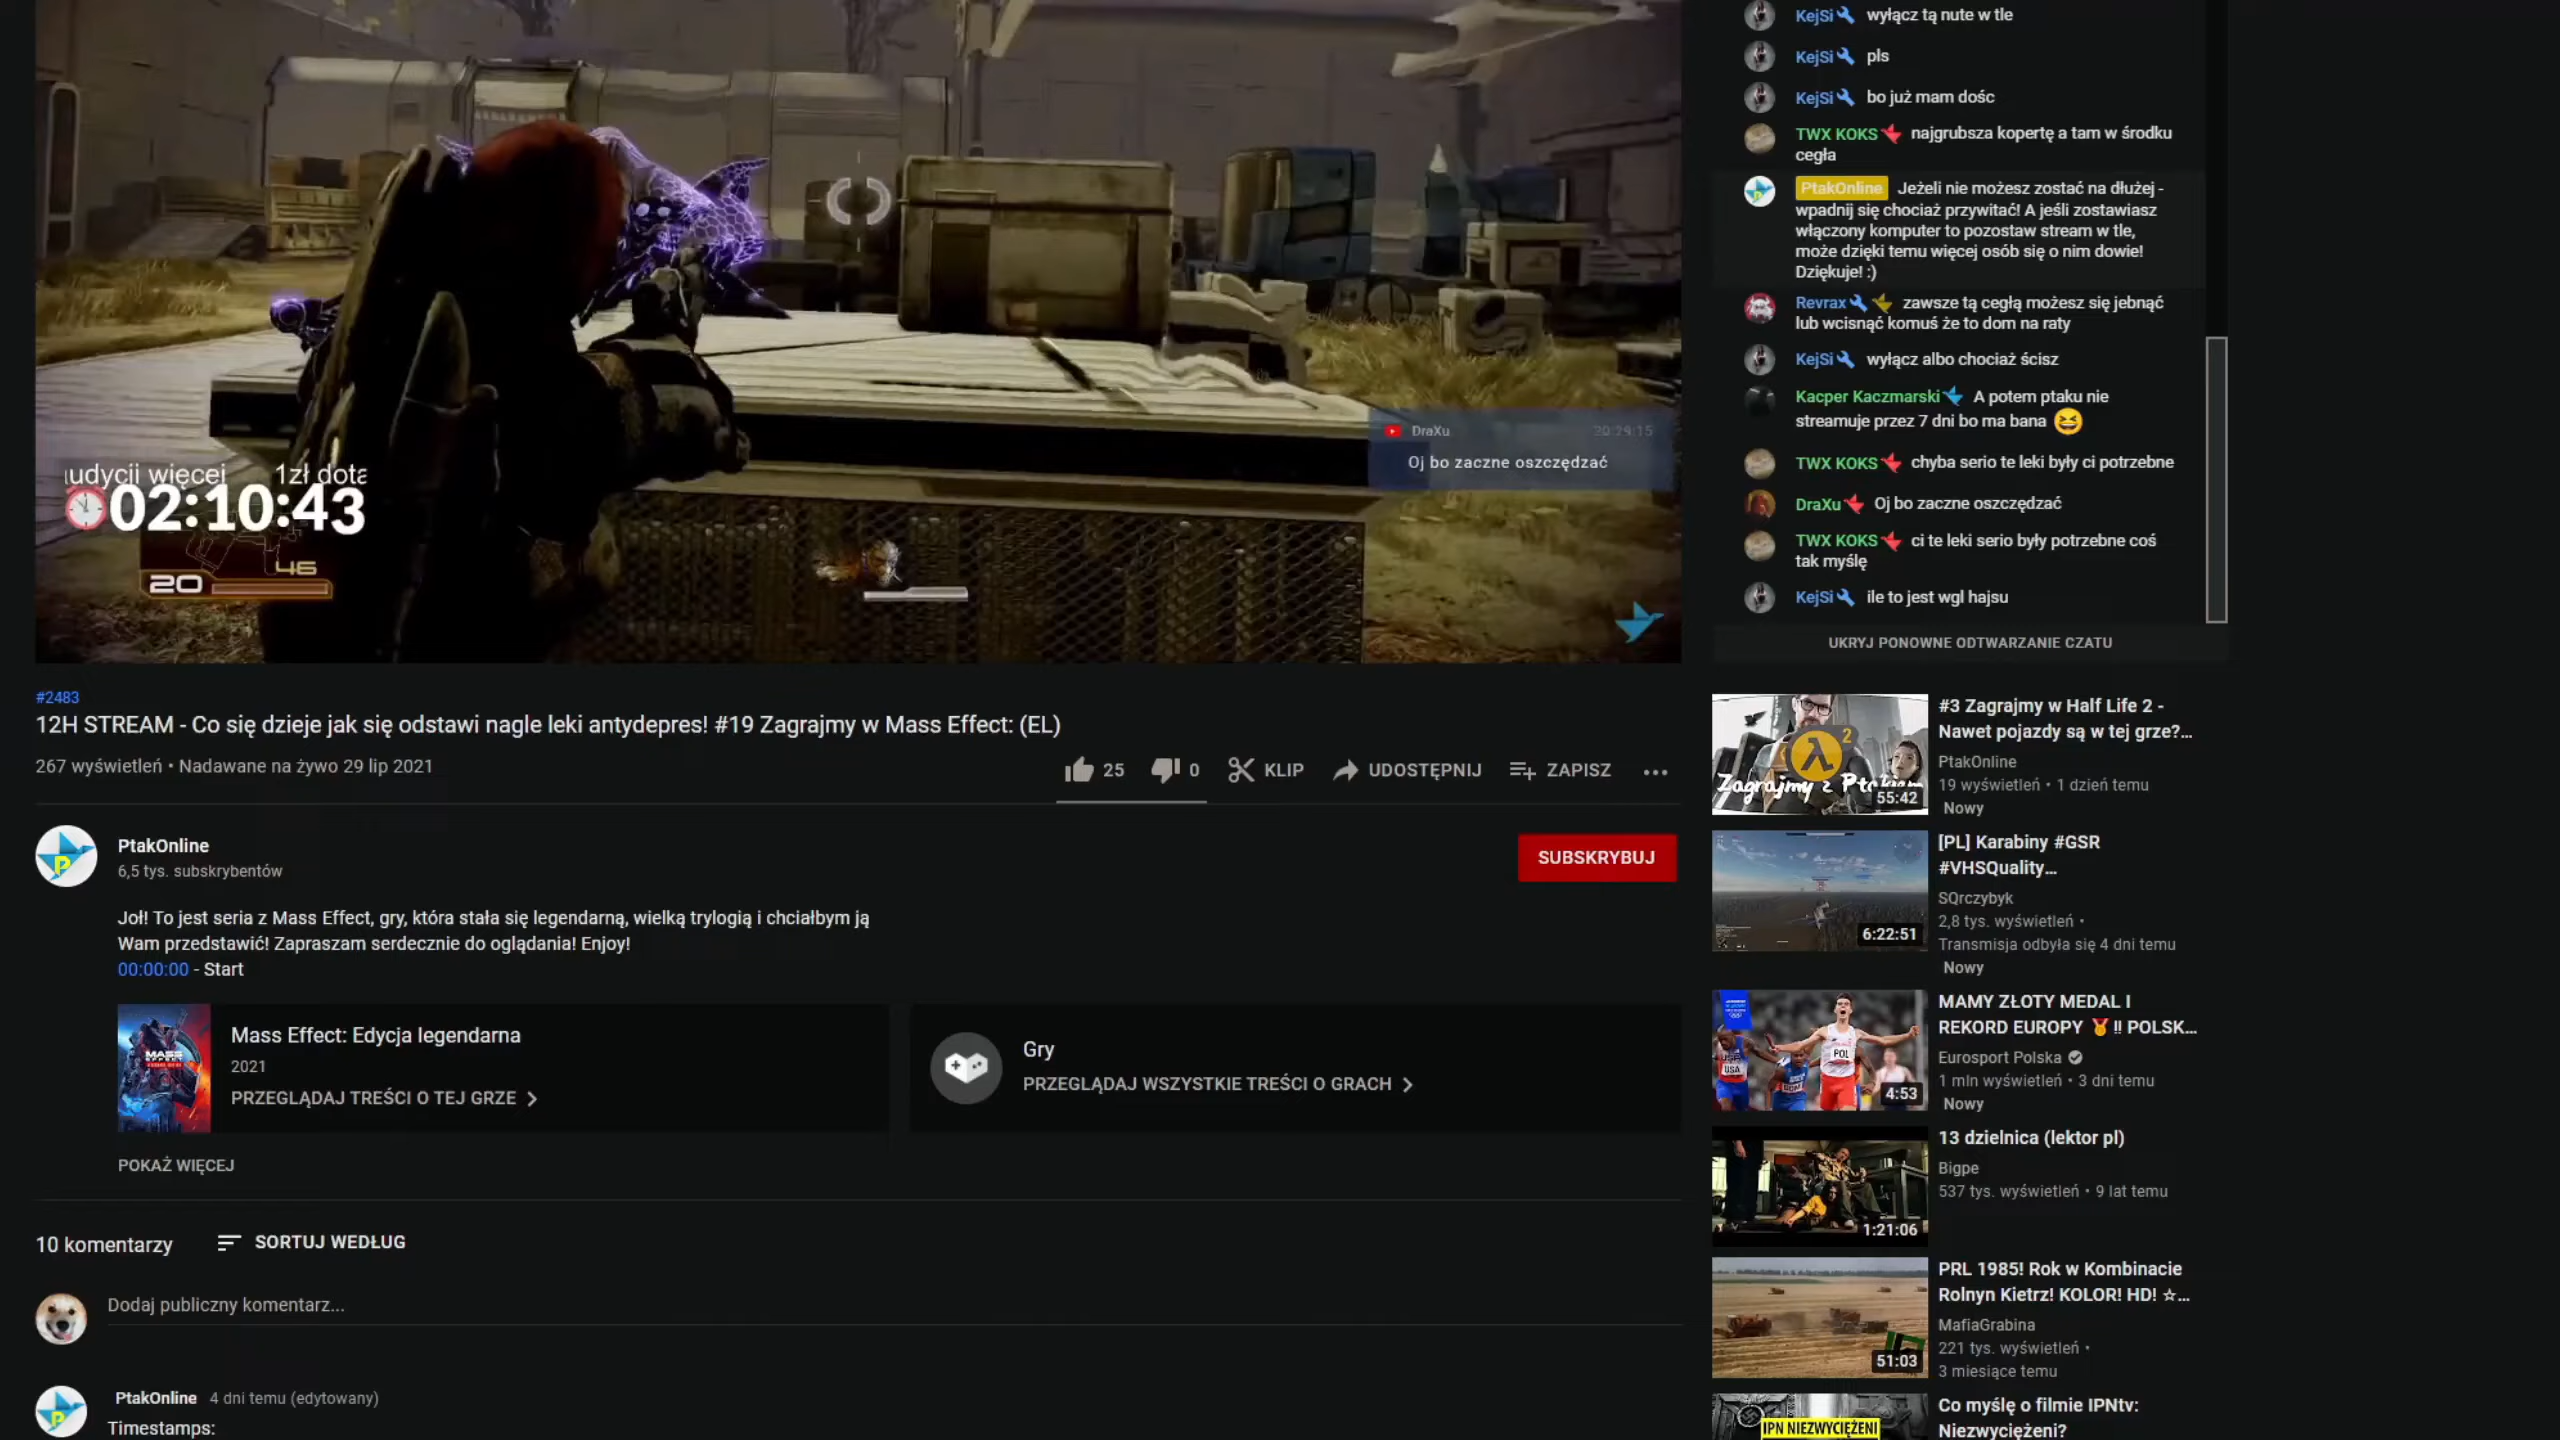 udycji więcej 1zł dota
02:10:43
46
20
DraXu 20:29:15
Oj bo zaczne oszczędzać
KejSi wyłącz tą nute w tle
KejSi pls
KejSi bo już mam dośc
TWX KOKS najgrubsza kopertę a tam w środku
cegła
PtakOnline Jeżeli nie możesz zostać na dłużej -
wpadnij się chociaż przywitać! A jeśli zostawiasz
włączony komputer to pozostaw stream w tle,
może dzięki temu więcej osób się o nim dowie!
Dziękuje! :)
Revrax zawsze tą cegłą możesz się jebnąć
lub wcisnąć komuś że to dom na raty
KejSi wyłącz albo chociaż ścisz
Kacper Kaczmarski A potem ptaku nie
streamuje przez 7 dni bo ma bana 😆
TWX KOKS chyba serio te leki były ci potrzebne
DraXu Oj bo zaczne oszczędzać
TWX KOKS ci te leki serio były potrzebne coś
tak myślę
KejSi ile to jest wgl hajsu
UKRYJ PONOWNE ODTWARZANIE CZATU
#2483
12H STREAM - Co się dzieje jak się odstawi nagle leki antydepres! #19 Zagrajmy w Mass Effect: (EL)
267 wyświetleń • Nadawane na żywo 29 lip 2021
25 0 KLIP UDOSTĘPNIJ ZAPISZ ...
PtakOnline
6,5 tys. subskrybentów
SUBSKRYBUJ
Joł! To jest seria z Mass Effect, gry, która stała się legendarną, wielką trylogią i chciałbym ją
Wam przedstawić! Zapraszam serdecznie do oglądania! Enjoy!
00:00:00 - Start
MASS
Mass Effect: Edycja legendarna
2021
PRZEGLĄDAJ TREŚCI O TEJ GRZE
Gry
PRZEGLĄDAJ WSZYSTKIE TREŚCI O GRACH
POKAŻ WIĘCEJ
10 komentarzy SORTUJ WEDŁUG
Dodaj publiczny komentarz...
PtakOnline 4 dni temu (edytowany)
Timestamps:
2
Zagrajmy z Ptakiem
55:42
#3 Zagrajmy w Half Life 2 -
Nawet pojazdy są w tej grze?...
PtakOnline
19 wyświetleń • 1 dzień temu
Nowy
6:22:51
[PL] Karabiny #GSR
#VHSQuality...
SQrczybyk
2,8 tys. wyświetleń •
Transmisja odbyła się 4 dni temu
Nowy
USA
POL
4:53
MAMY ZŁOTY MEDAL I
REKORD EUROPY 🏅‼ POLSK...
Eurosport Polska
1 mln wyświetleń • 3 dni temu
Nowy
1:21:06
13 dzielnica (lektor pl)
Bigpe
537 tys. wyświetleń • 9 lat temu
51:03
PRL 1985! Rok w Kombinacie
Rolnyn Kietrz! KOLOR! HD! ☆...
MafiaGrabina
221 tys. wyświetleń •
3 miesiące temu
IPN NIEZWYCIĘŻENI
Co myślę o filmie IPNtv:
Niezwyciężeni?